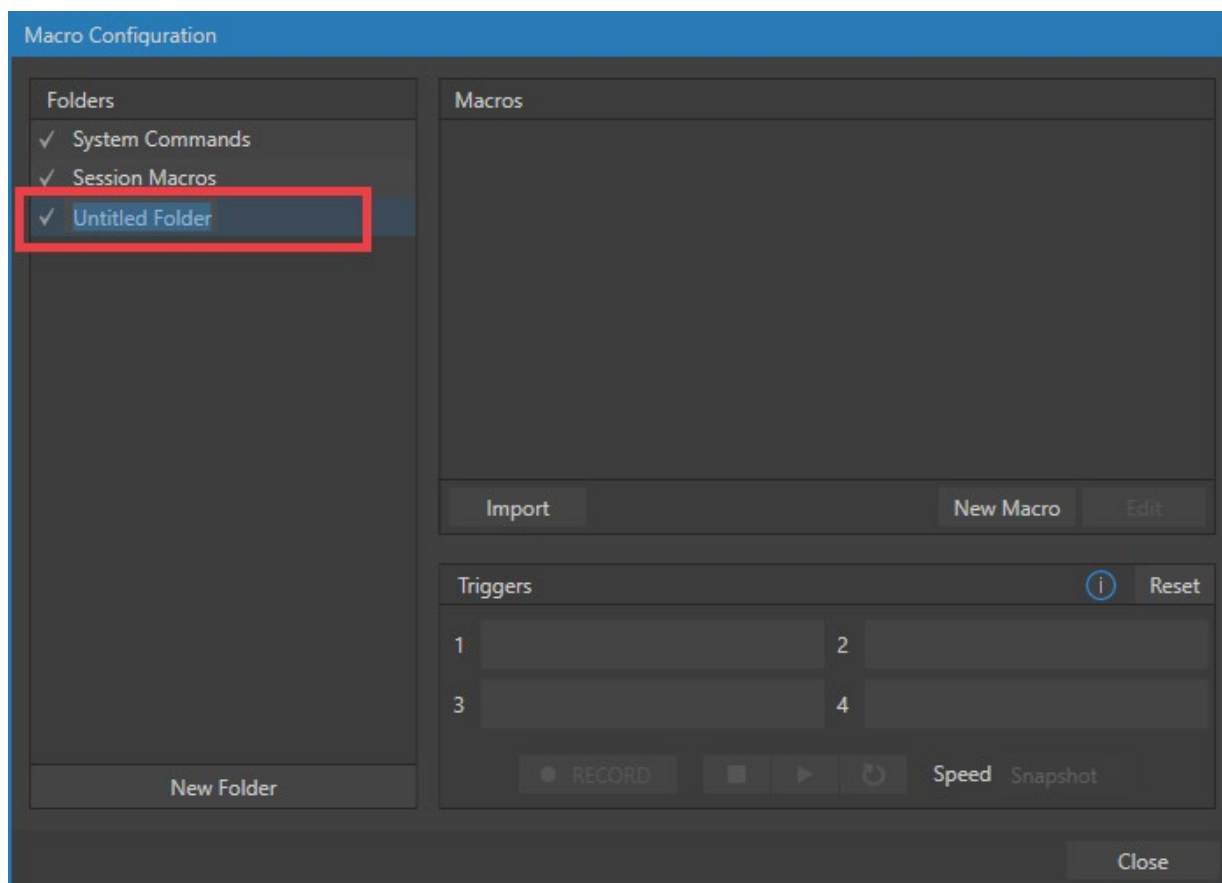 Macro Configuration
Folders
System Commands
Session Macros
Untitled Folder
New Folder
Macros
Import
New Macro
Edit
Triggers
i
Reset
1
2
3
4
RECORD
Speed
Snapshot
Close